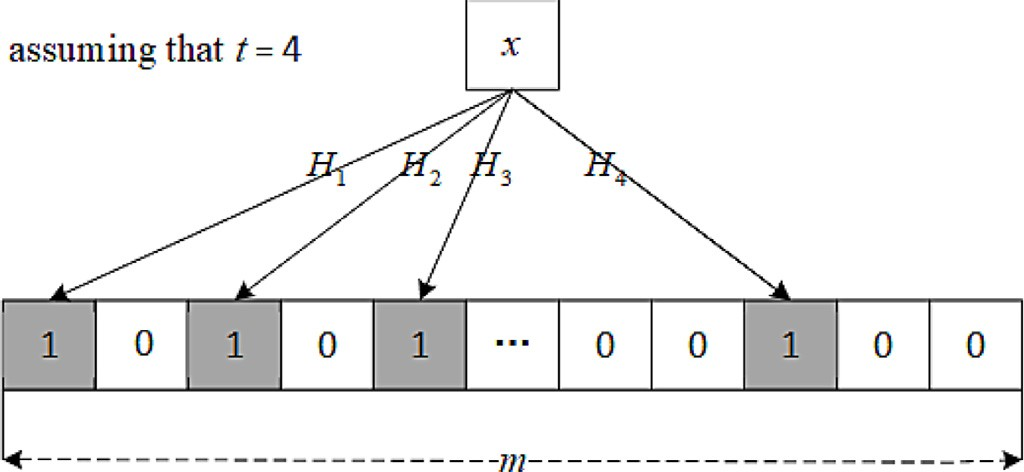 assuming that t = 4
x
H1 H2 H3 H4
1 0 1 0 1 ... 0 0 1 0 0
m